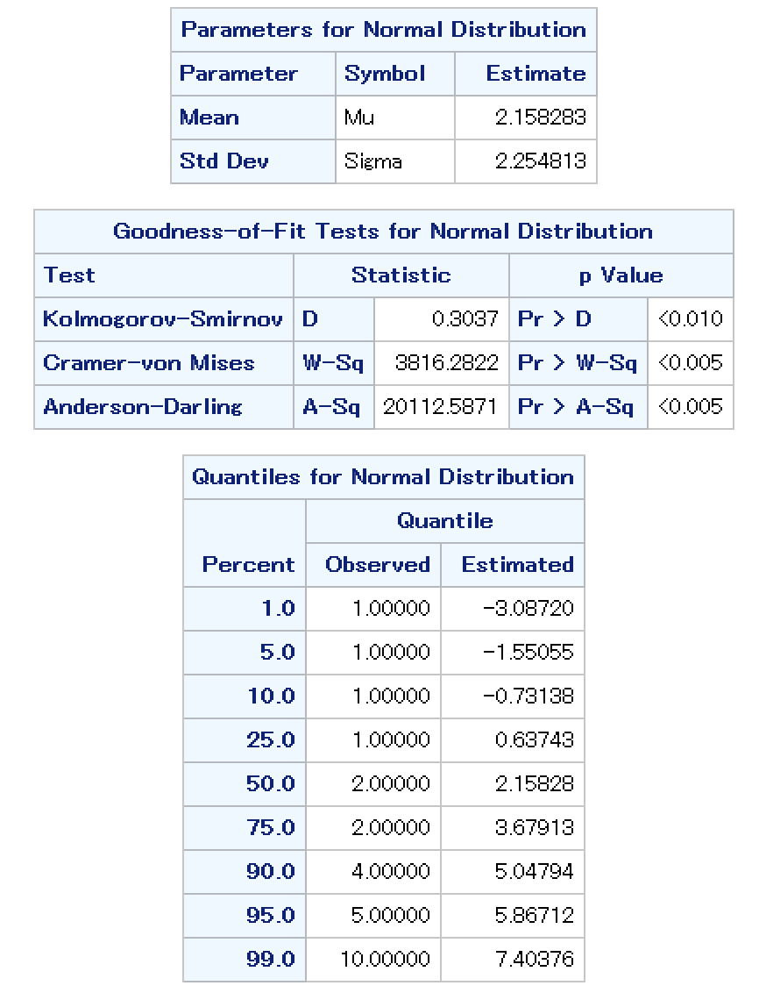 Parameters for Normal Distribution
Parameter Symbol Estimate
Mean Mu 2.158283
Std Dev Sigma 2.254813
Goodness-of-Fit Tests for Normal Distribution
Test Statistic p Value
Kolmogorov-Smirnov D 0.3037 Pr > D <0.010
Cramer-von Mises W-Sq 3816.2822 Pr > W-Sq <0.005
Anderson-Darling A-Sq 20112.5871 Pr > A-Sq <0.005
Quantiles for Normal Distribution
Quantile
Percent Observed Estimated
1.0 1.00000 -3.08720
5.0 1.00000 -1.55055
10.0 1.00000 -0.73138
25.0 1.00000 0.63743
50.0 2.00000 2.15828
75.0 2.00000 3.67913
90.0 4.00000 5.04794
95.0 5.00000 5.86712
99.0 10.00000 7.40376